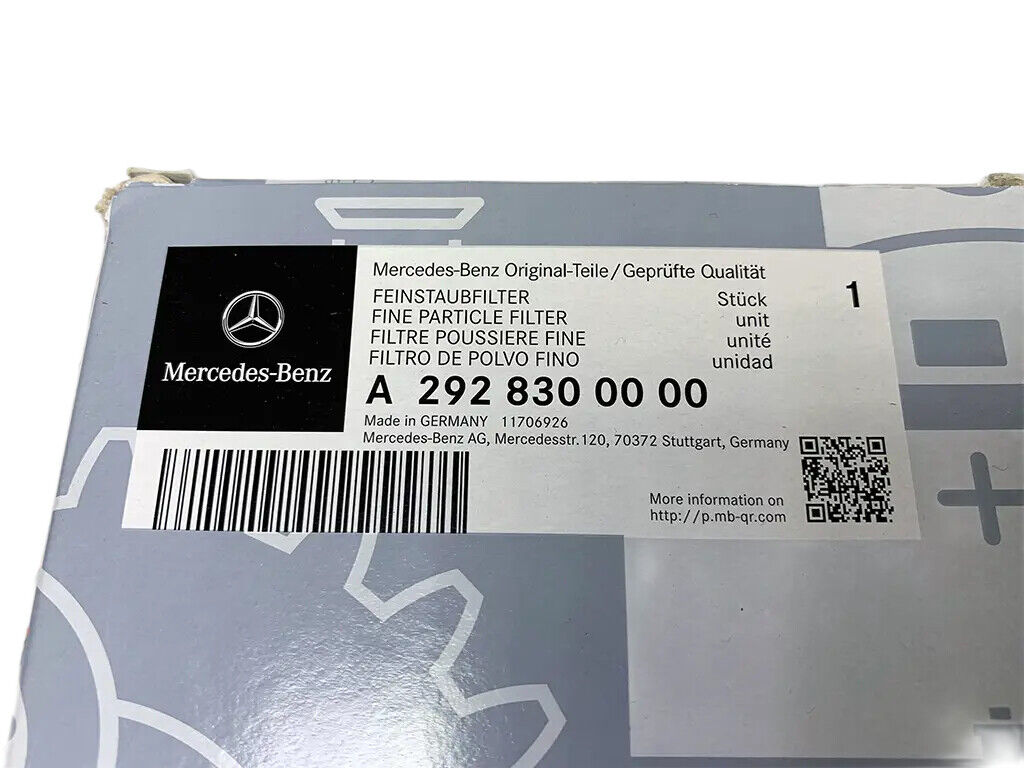 Mercedes-Benz
Mercedes-Benz Original-Teile/Geprüfte Qualität
FEINSTAUBFILTER Stück 1
FINE PARTICLE FILTER unit
FILTRE POUSSIERE FINE unité
FILTRO DE POLVO FINO unidad
A 292 830 00 00
Made in GERMANY 11706926
Mercedes-Benz AG, Mercedesstr.120, 70372 Stuttgart, Germany
More information on
http://p.mb-qr.com